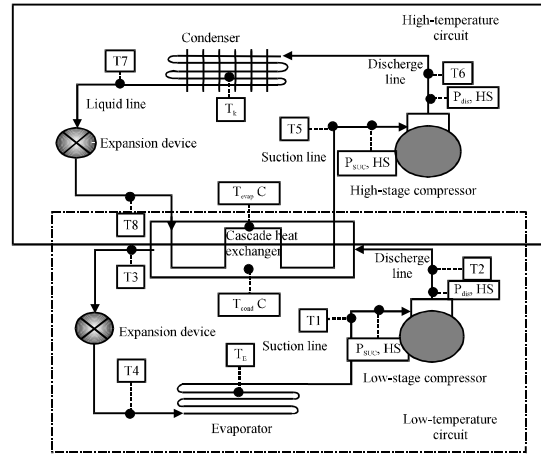 High-temperature
circuit
Condenser
T7
Discharge
line
T6
Liquid line
Tk
Pdis, HS
T5
Expansion device
Suction line
PSUC, HS
High-stage compressor
Tevap C
T8
Cascade heat
exchanger
T3
Discharge
line
T2
Tcond C
Pdis, HS
T1
Expansion device
Suction line
TE
PSUC, HS
T4
Low-stage compressor
Evaporator
Low-temperature
circuit